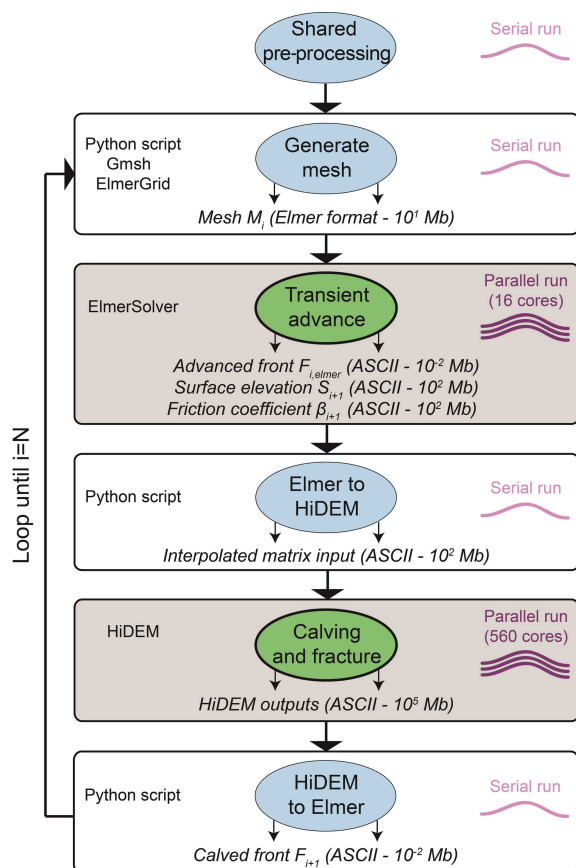 Shared
pre-processing
Serial run
Python script
Gmsh
ElmerGrid
Generate
mesh
Serial run
Mesh Mᵢ (Elmer format - 10¹ Mb)
ElmerSolver
Transient
advance
Parallel run
(16 cores)
Advanced front Fᵢ,ₑₗₘₑᵣ (ASCII - 10⁻² Mb)
Surface elevation Sᵢ₊₁ (ASCII - 10² Mb)
Friction coefficient βᵢ₊₁ (ASCII - 10² Mb)
Python script
Elmer to
HiDEM
Serial run
Interpolated matrix input (ASCII - 10² Mb)
HiDEM
Calving
and fracture
Parallel run
(560 cores)
HiDEM outputs (ASCII - 10⁵ Mb)
Python script
HiDEM
to Elmer
Serial run
Calved front Fᵢ₊₁ (ASCII - 10⁻² Mb)
Loop until i=N